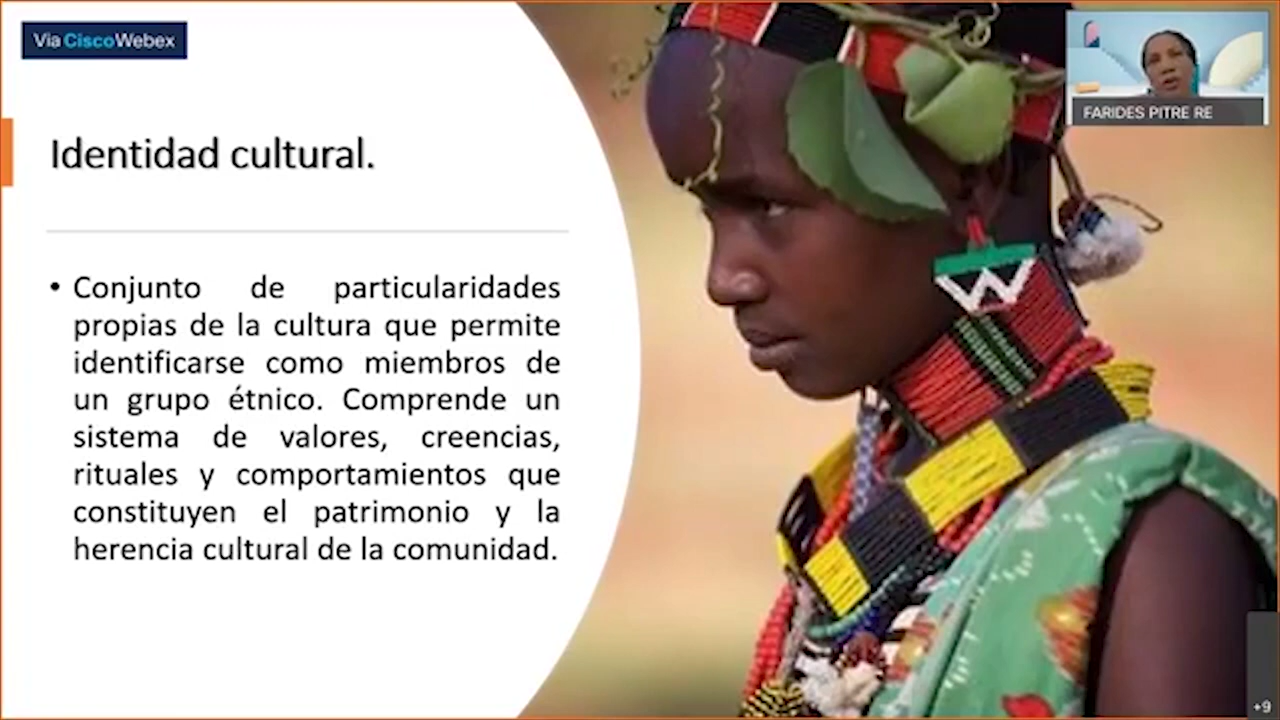 Via CiscoWebex
FARIDES PITRE RE
Identidad cultural.
• Conjunto de particularidades
propias de la cultura que permite
identificarse como miembros de
un grupo étnico. Comprende un
sistema de valores, creencias,
rituales y comportamientos que
constituyen el patrimonio y la
herencia cultural de la comunidad.
+9